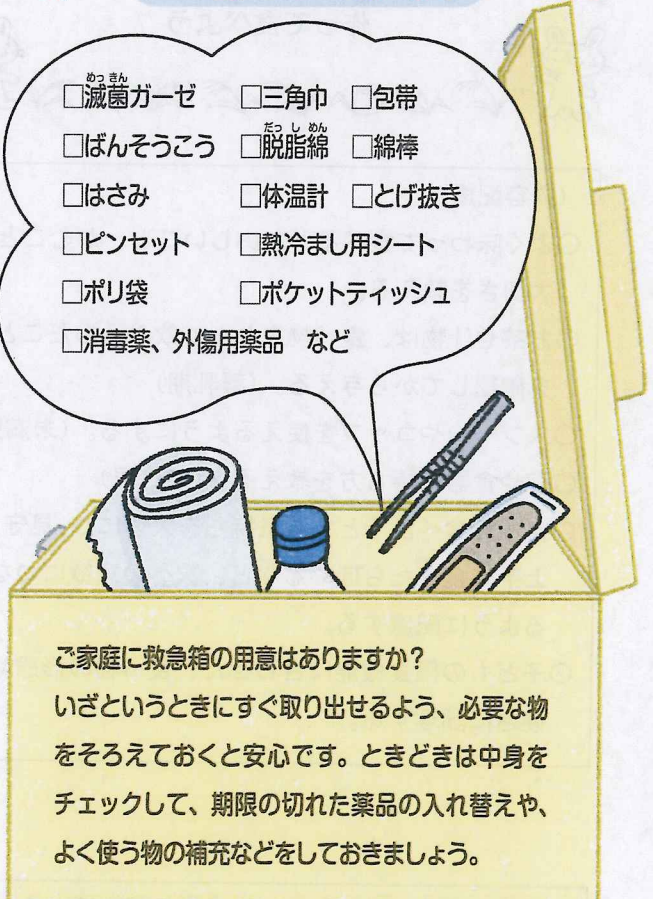 □滅菌ガーゼ □三角巾 □包帯
□ばんそうこう □脱脂綿 □綿棒
□はさみ □体温計 □とげ抜き
□ピンセット □熱冷まし用シート
□ポリ袋 □ポケットティッシュ
□消毒薬、外傷用薬品 など
ご家庭に救急箱の用意はありますか?
いざというときにすぐ取り出せるよう、必要な物
をそろえておくと安心です。ときどきは中身を
チェックして、期限の切れた薬品の入れ替えや、
よく使う物の補充などをしておきましょう。